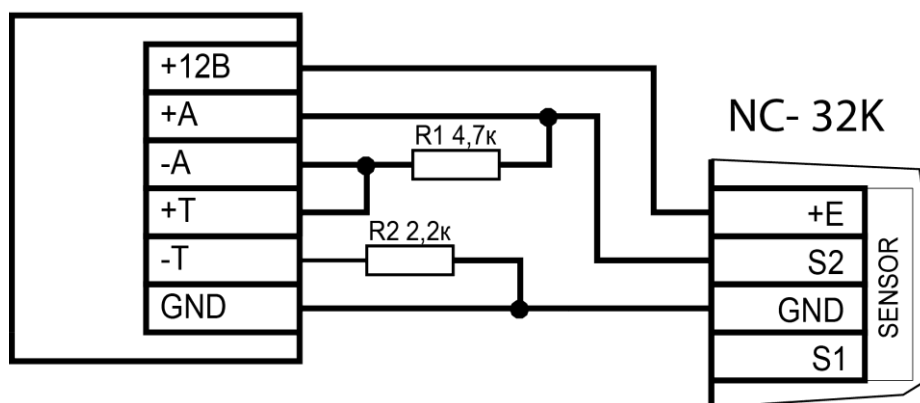 +12В
+А
-А
+Т
-Т
GND
R1 4,7к
R2 2,2к
NC- 32K
+E
S2
GND
S1
SENSOR